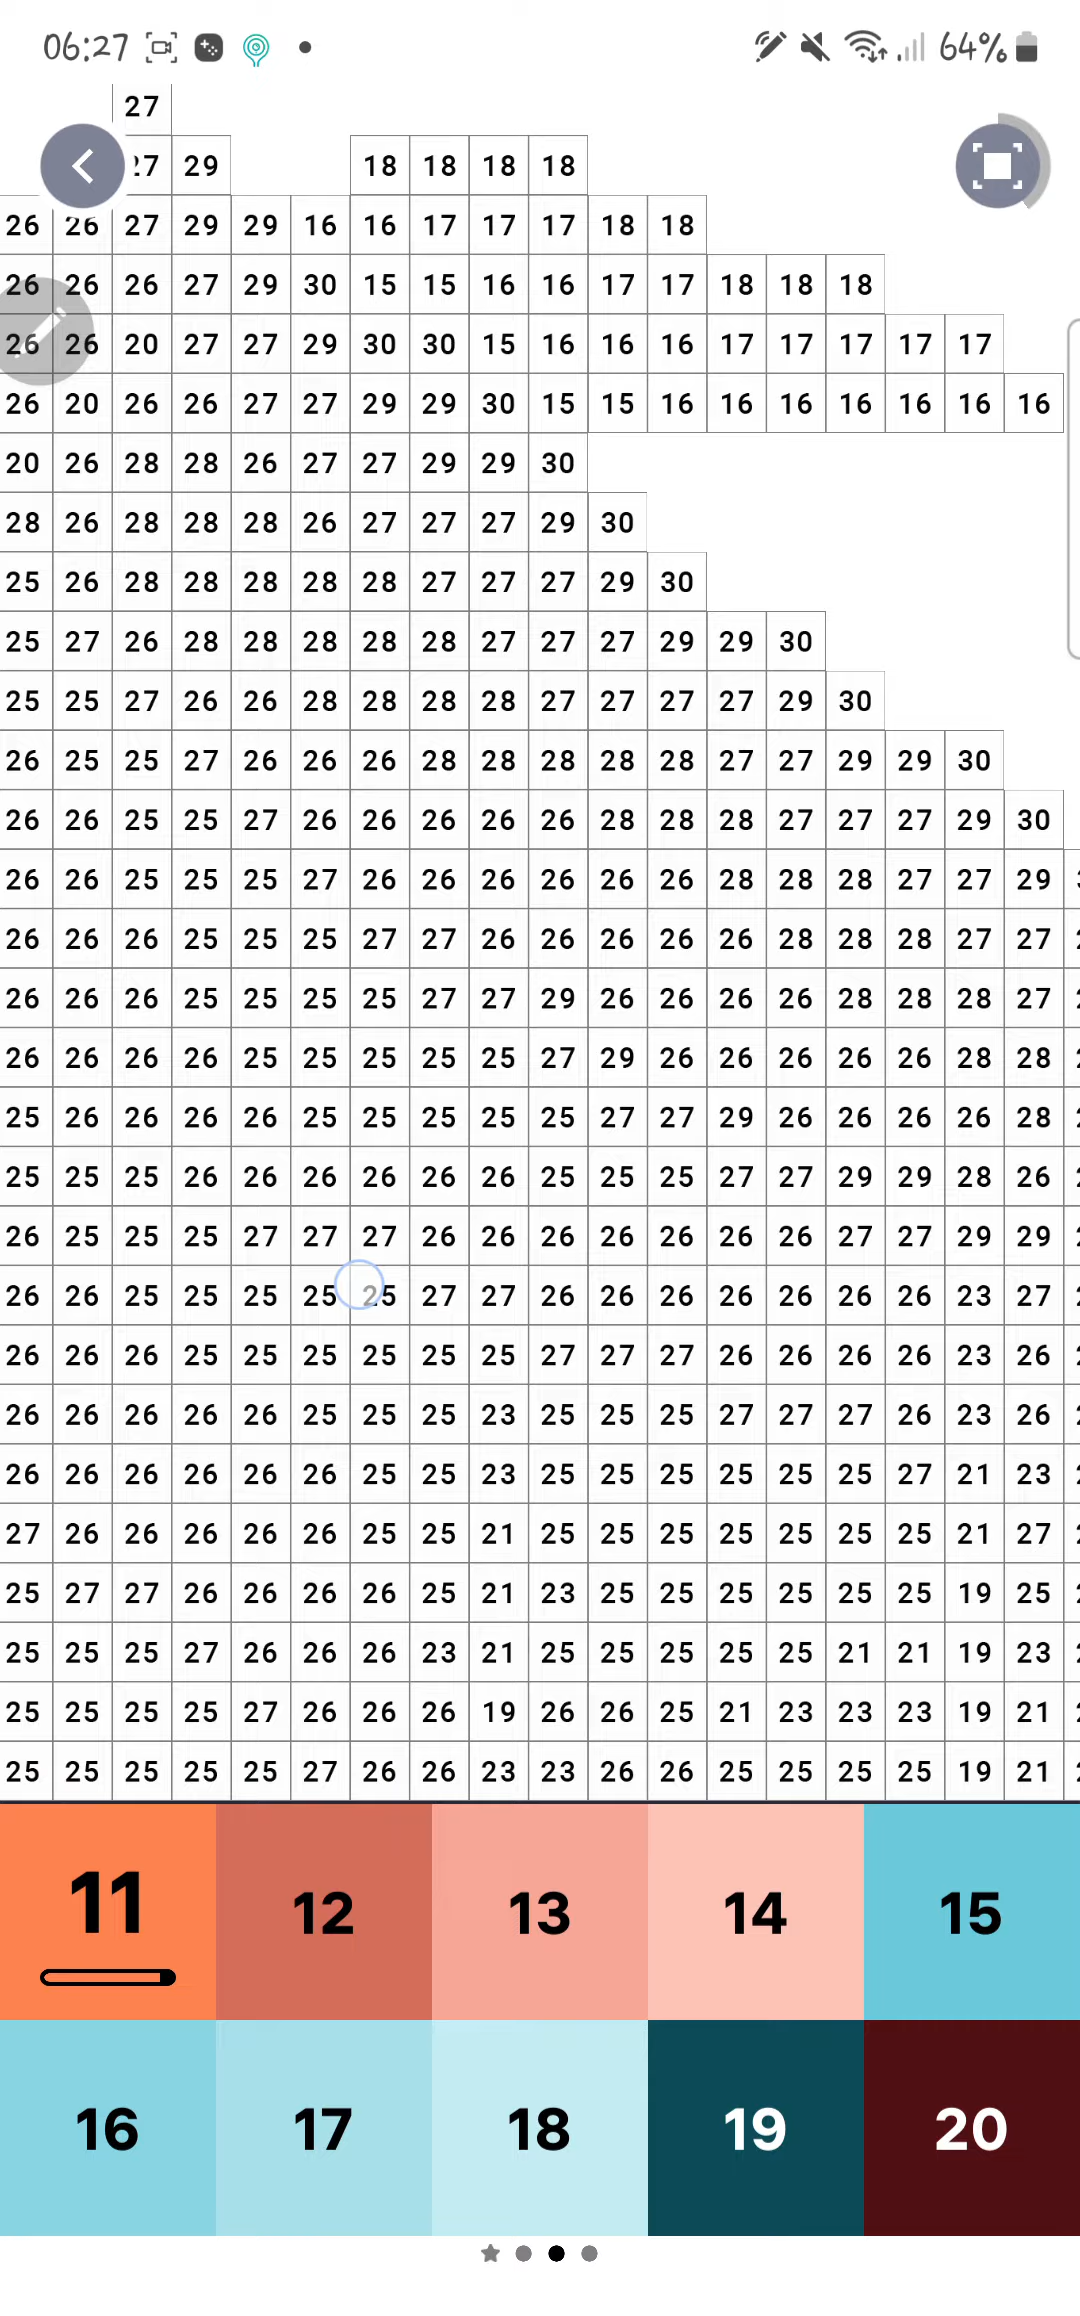 06:27 64%
27
27 29 18 18 18 18
26 26 27 29 29 16 16 17 17 17 18 18
26 26 26 27 29 30 15 15 16 16 17 17 18 18 18
26 26 20 27 27 29 30 30 15 16 16 16 17 17 17 17 17
26 20 26 26 27 27 29 29 30 15 15 16 16 16 16 16 16 16
20 26 28 28 26 27 27 29 29 30
28 26 28 28 28 26 27 27 27 29 30
25 26 28 28 28 28 28 27 27 27 29 30
25 27 26 28 28 28 28 28 27 27 27 29 29 30
25 25 27 26 26 28 28 28 28 27 27 27 27 29 30
26 25 25 27 26 26 26 28 28 28 28 28 27 27 29 29 30
26 26 25 25 27 26 26 26 26 26 28 28 28 27 27 27 29 30
26 26 25 25 25 27 26 26 26 26 26 26 28 28 28 27 27 29
26 26 26 25 25 25 27 27 26 26 26 26 26 28 28 28 27 27
26 26 26 25 25 25 25 27 27 29 26 26 26 26 28 28 28 27
26 26 26 26 25 25 25 25 25 27 29 26 26 26 26 26 28 28
25 26 26 26 26 25 25 25 25 25 27 27 29 26 26 26 26 28
25 25 25 26 26 26 26 26 26 25 25 25 27 27 29 29 28 26
26 25 25 25 27 27 27 26 26 26 26 26 26 26 27 27 29 29
26 26 25 25 25 25 25 27 27 26 26 26 26 26 26 26 23 27
26 26 26 25 25 25 25 25 25 27 27 27 26 26 26 26 23 26
26 26 26 26 26 25 25 25 23 25 25 25 27 27 27 26 23 26
26 26 26 26 26 26 25 25 23 25 25 25 25 25 25 27 21 23
27 26 26 26 26 26 25 25 21 25 25 25 25 25 25 25 21 27
25 27 27 26 26 26 26 25 21 23 25 25 25 25 25 25 19 25
25 25 25 27 26 26 26 23 21 25 25 25 25 25 21 21 19 23
25 25 25 25 27 26 26 26 19 26 26 25 21 23 23 23 19 21
25 25 25 25 25 27 26 26 23 23 26 26 25 25 25 25 19 21
11 12 13 14 15
16 17 18 19 20